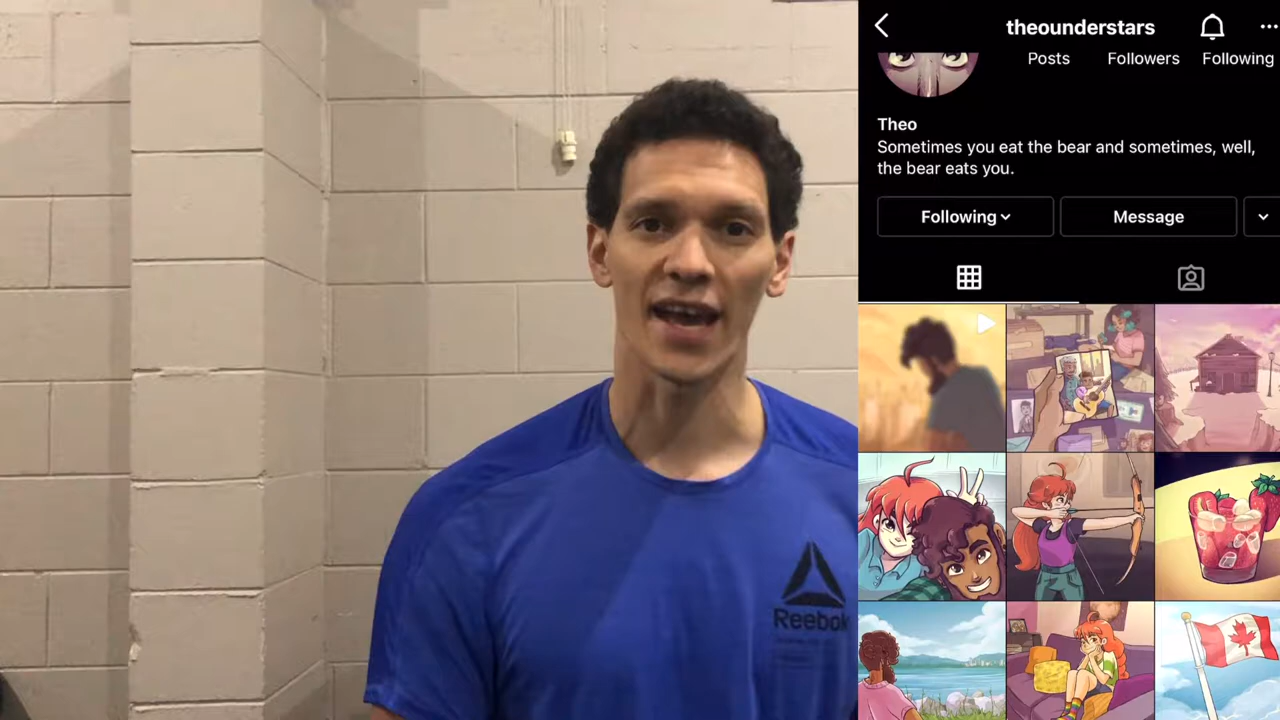 theounderstars
Posts Followers Following
Theo
Sometimes you eat the bear and sometimes, well,
the bear eats you.
Following Message
Reebok